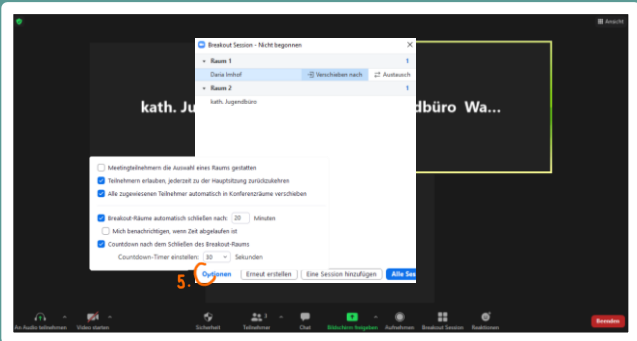 Ansicht
Breakout Session - Nicht begonnen
Raum 1 1
Daria Imhof Verschieben nach Austausch
Raum 2 1
kath. Jugendbüro
kath. Ju
dbüro Wa...
Meetingteilnehmern die Auswahl eines Raums gestatten
Teilnehmern erlauben, jederzeit zu der Hauptsitzung zurückzukehren
Alle zugewiesenen Teilnehmer automatisch in Konferenzräume verschieben
Breakout-Räume automatisch schließen nach: 20 Minuten
Mich benachrichtigen, wenn Zeit abgelaufen ist
Countdown nach dem Schließen des Breakout-Raums
Countdown-Timer einstellen: 30 Sekunden
5. Optionen Erneut erstellen Eine Session hinzufügen Alle Ses
An Audio teilnehmen Video starten Sicherheit Teilnehmer 3 Chat Bildschirm freigeben Aufnehmen Breakout Session Reaktionen Beenden